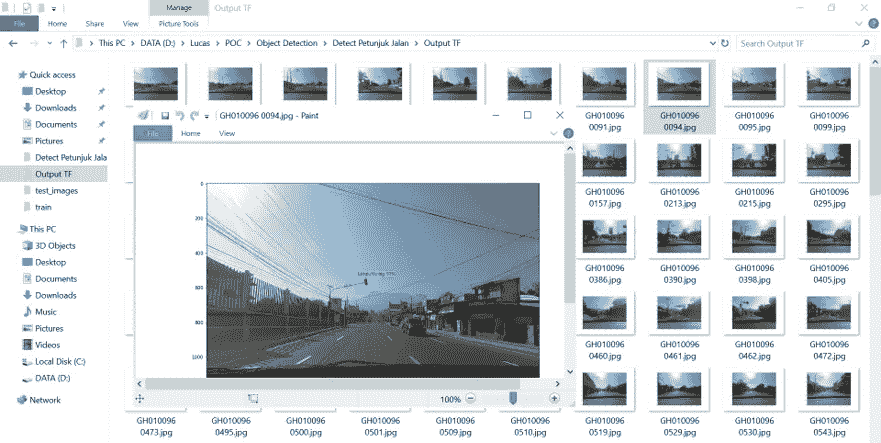 Manage
Output TF
File
Home
Share
View
Picture Tools
This PC
DATA (D:)
Lucas
POC
Object Detection
Detect Petunjuk Jalan
Output TF
Search Output TF
Quick access
Desktop
Downloads
Documents
Pictures
Detect Petunjuk Jala
Output TF
test_images
train
This PC
3D Objects
Desktop
Documents
Downloads
Music
Pictures
Videos
Local Disk (C:)
DATA (D:)
Network
GH010096 0094.jpg - Paint
File
Home
View
0
200
400
600
800
1000
100%
GH010096
0091.jpg
GH010096
0094.jpg
GH010096
0095.jpg
GH010096
0099.jpg
GH010096
0157.jpg
GH010096
0213.jpg
GH010096
0215.jpg
GH010096
0295.jpg
GH010096
0386.jpg
GH010096
0390.jpg
GH010096
0398.jpg
GH010096
0405.jpg
GH010096
0460.jpg
GH010096
0461.jpg
GH010096
0462.jpg
GH010096
0472.jpg
GH010096
0473.jpg
GH010096
0495.jpg
GH010096
0500.jpg
GH010096
0501.jpg
GH010096
0509.jpg
GH010096
0510.jpg
GH010096
0519.jpg
GH010096
0529.jpg
GH010096
0530.jpg
GH010096
0543.jpg